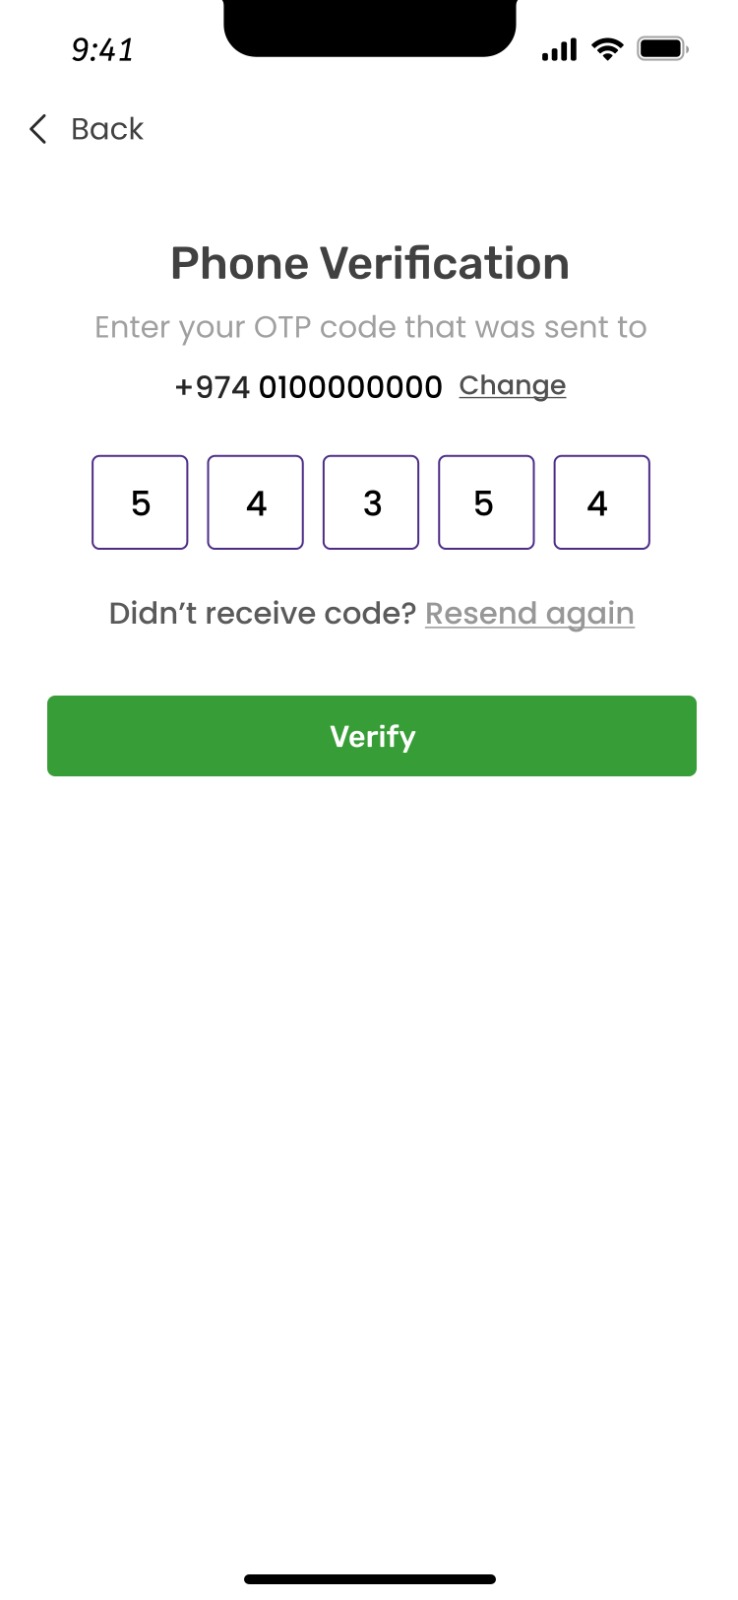 9:41
Back
Phone Verification
Enter your OTP code that was sent to
+974 0100000000 Change
5 4 3 5 4
Didn’t receive code? Resend again
Verify